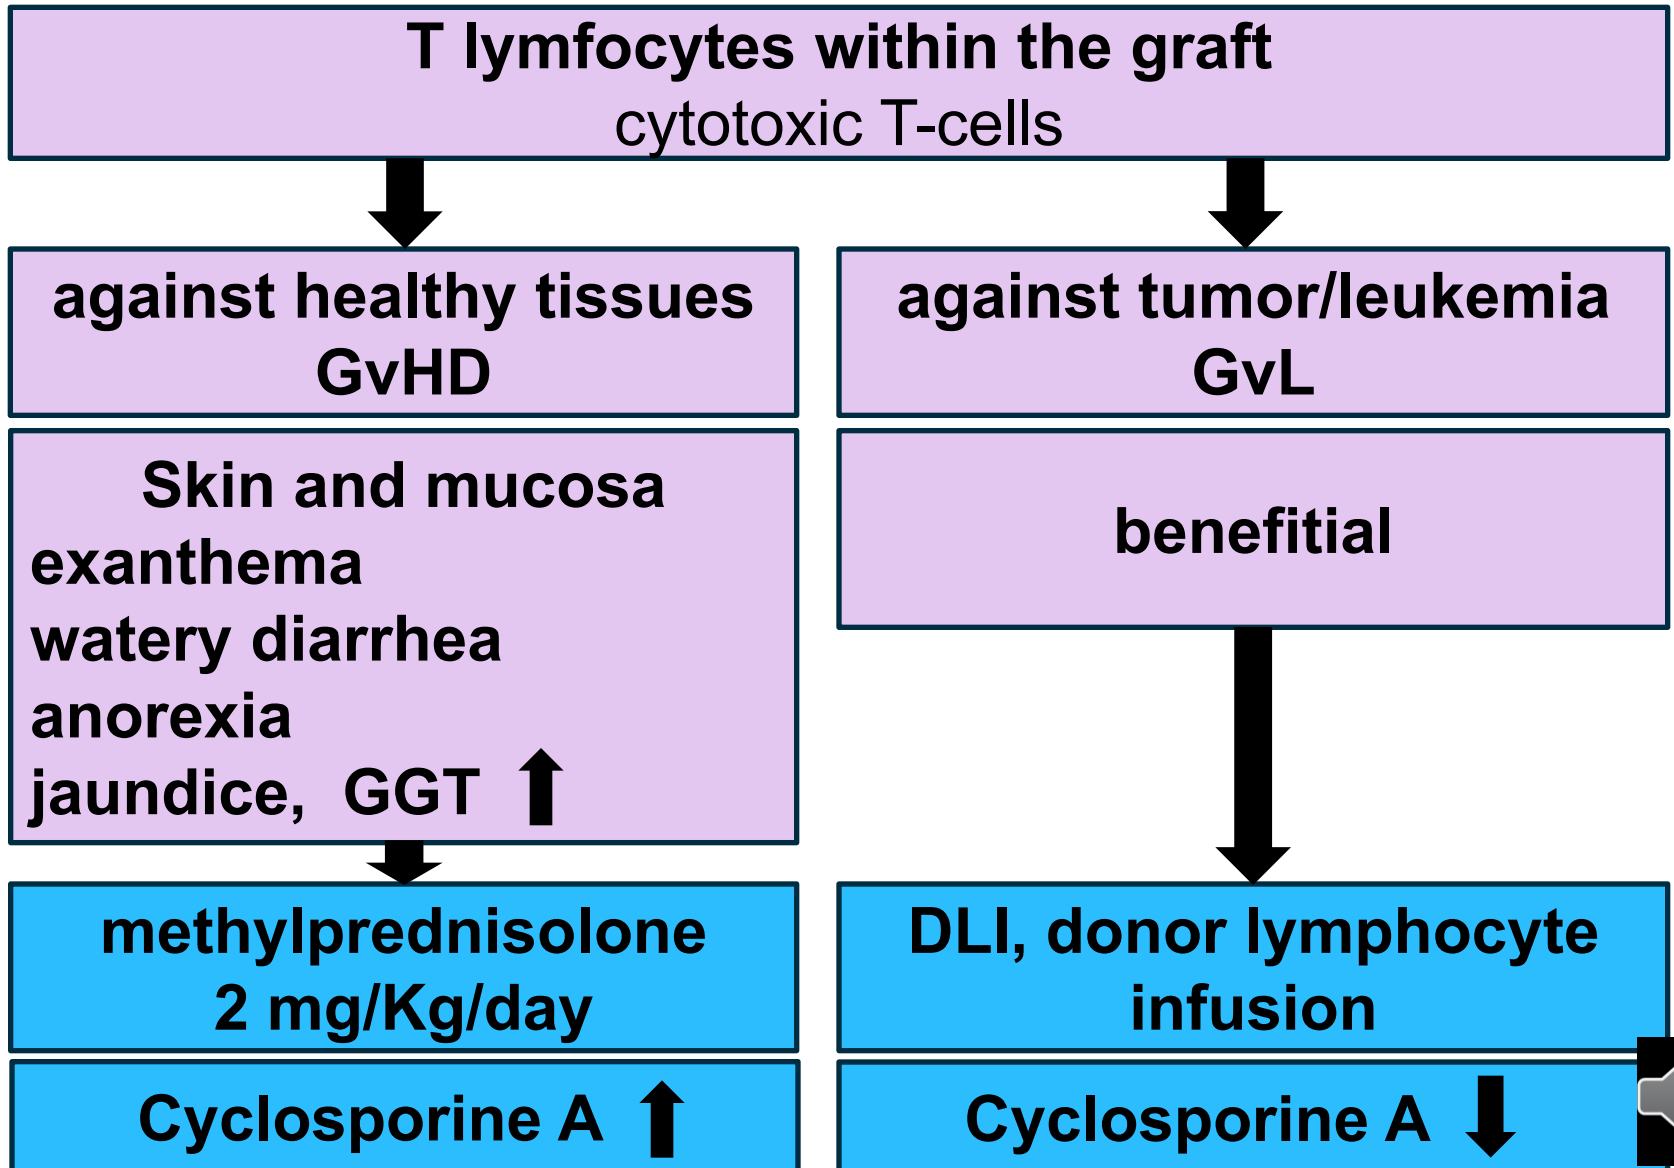 T lymfocytes within the graft
cytotoxic T-cells
against healthy tissues
GvHD
against tumor/leukemia
GvL
Skin and mucosa
exanthema
watery diarrhea
anorexia
jaundice, GGT
benefitial
methylprednisolone
2 mg/Kg/day
DLI, donor lymphocyte
infusion
Cyclosporine A
Cyclosporine A